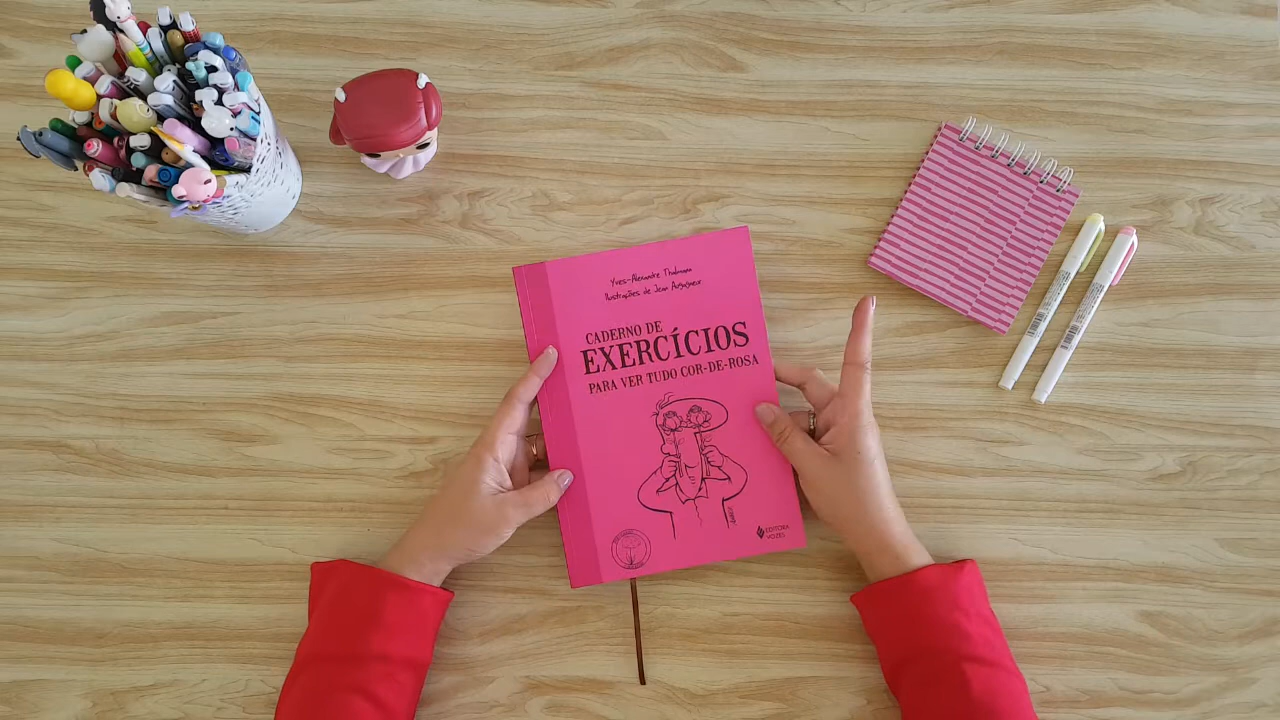 Yves-Alexandre Thalmann
Ilustrações de Jean Augagneur
CADERNO DE
EXERCÍCIOS
PARA VER TUDO COR-DE-ROSA
EDITORA
VOZES